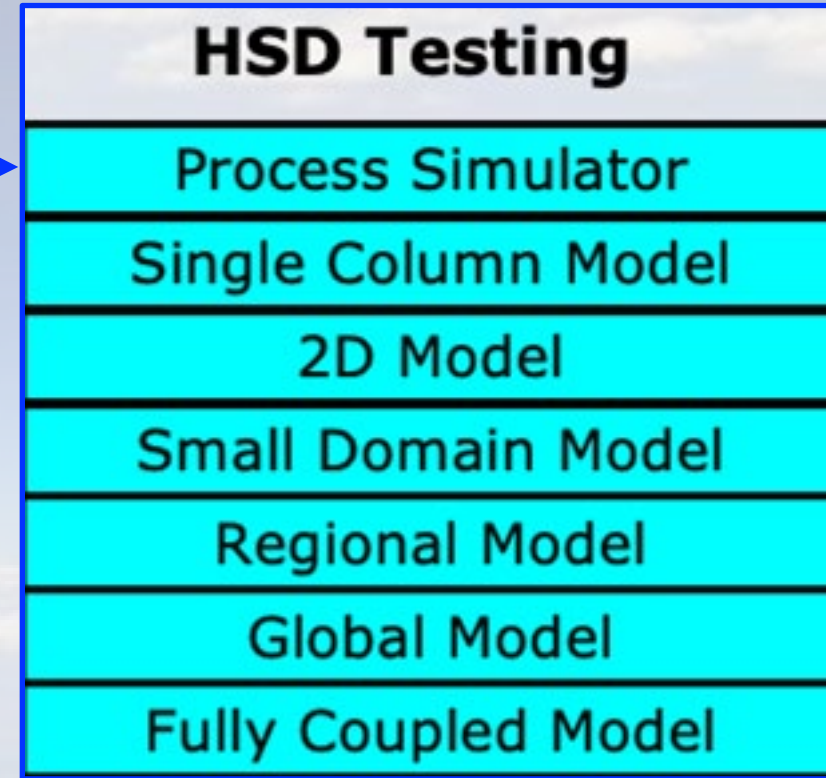 HSD Testing
Process Simulator
Single Column Model
2D Model
Small Domain Model
Regional Model
Global Model
Fully Coupled Model